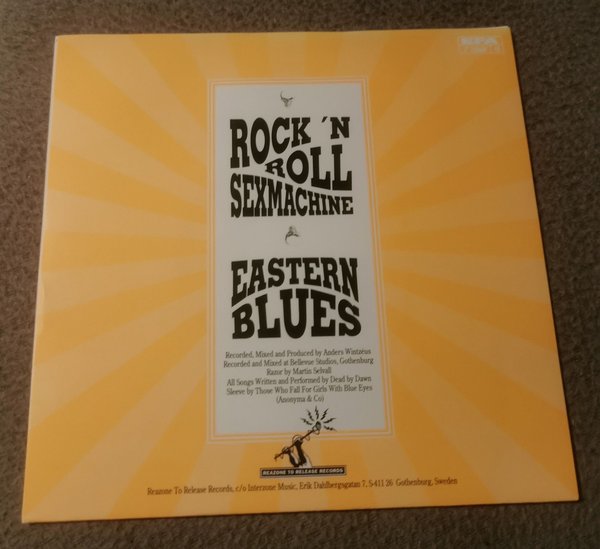 EPA
ROCK 'N
ROLL
SEXMACHINE
EASTERN
BLUES
Recorded, Mixed and Produced by Anders Wintzéus
Recorded and Mixed at Bellevue Studios, Gothenburg
Razor by Martin Selvall
All Songs Written and Performed by Dead by Dawn
Sleeve by Those Who Fall For Girls With Blue Eyes
(Anonyma & Co)
REAZONE TO RELEASE RECORDS
Reazone To Release Records, c/o Interzone Music, Erik Dahlbergsgatan 7, S-411 26 Gothenburg, Sweden